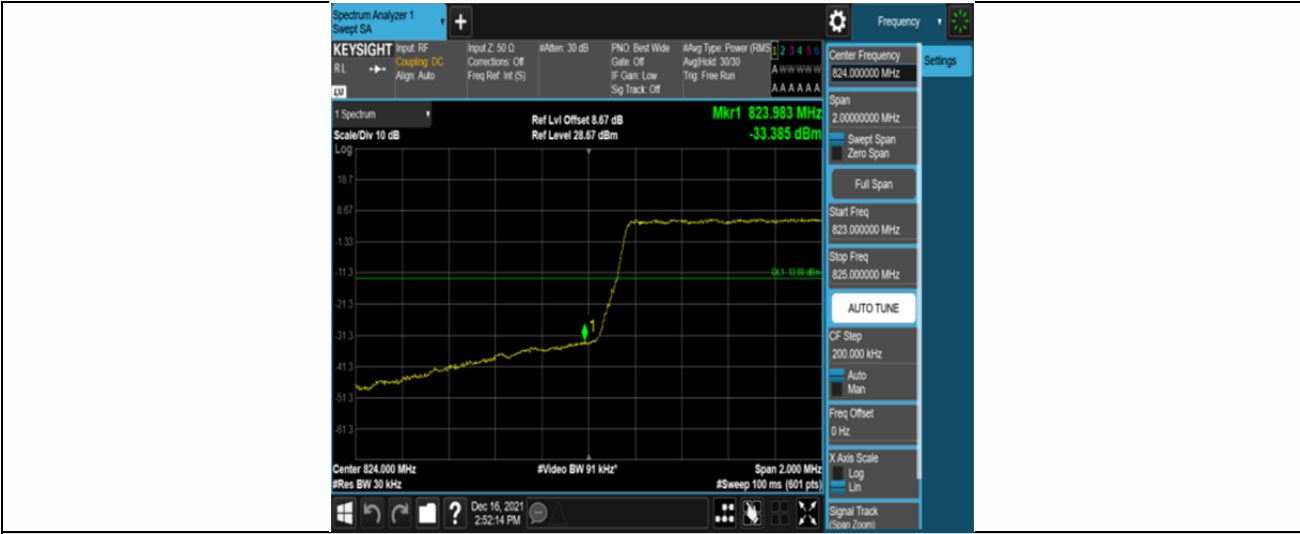 Spectrum Analyzer 1
Swept SA
+
Frequency
KEYSIGHT
RL
LXI
Input: RF
Coupling: DC
Align: Auto
Input Z: 50 Ω
Corrections: Off
Freq Ref: Int (S)
#Atten: 30 dB
PNO: Best Wide
Gate: Off
IF Gain: Low
Sig Track: Off
#Avg Type: Power (RMS
Avg|Hold: 30/30
Trig: Free Run
1 2 3 4 5 6
A W W W W W
A A A A A A
1 Spectrum
Scale/Div 10 dB
Log
Ref Lvl Offset 8.67 dB
Ref Level 28.67 dBm
Mkr1 823.983 MHz
-33.385 dBm
18.7
8.67
-1.33
-11.3
-21.3
-31.3
-41.3
-51.3
-61.3
DL1 -13.00 dBm
1
Center 824.000 MHz
#Res BW 30 kHz
#Video BW 91 kHz*
Span 2.000 MHz
#Sweep 100 ms (601 pts)
Dec 16, 2021
2:52:14 PM
?
Center Frequency
824.000000 MHz
Settings
Span
2.00000000 MHz
Swept Span
Zero Span
Full Span
Start Freq
823.000000 MHz
Stop Freq
825.000000 MHz
AUTO TUNE
CF Step
200.000 kHz
Auto
Man
Freq Offset
0 Hz
X Axis Scale
Log
Lin
Signal Track
(Span Zoom)